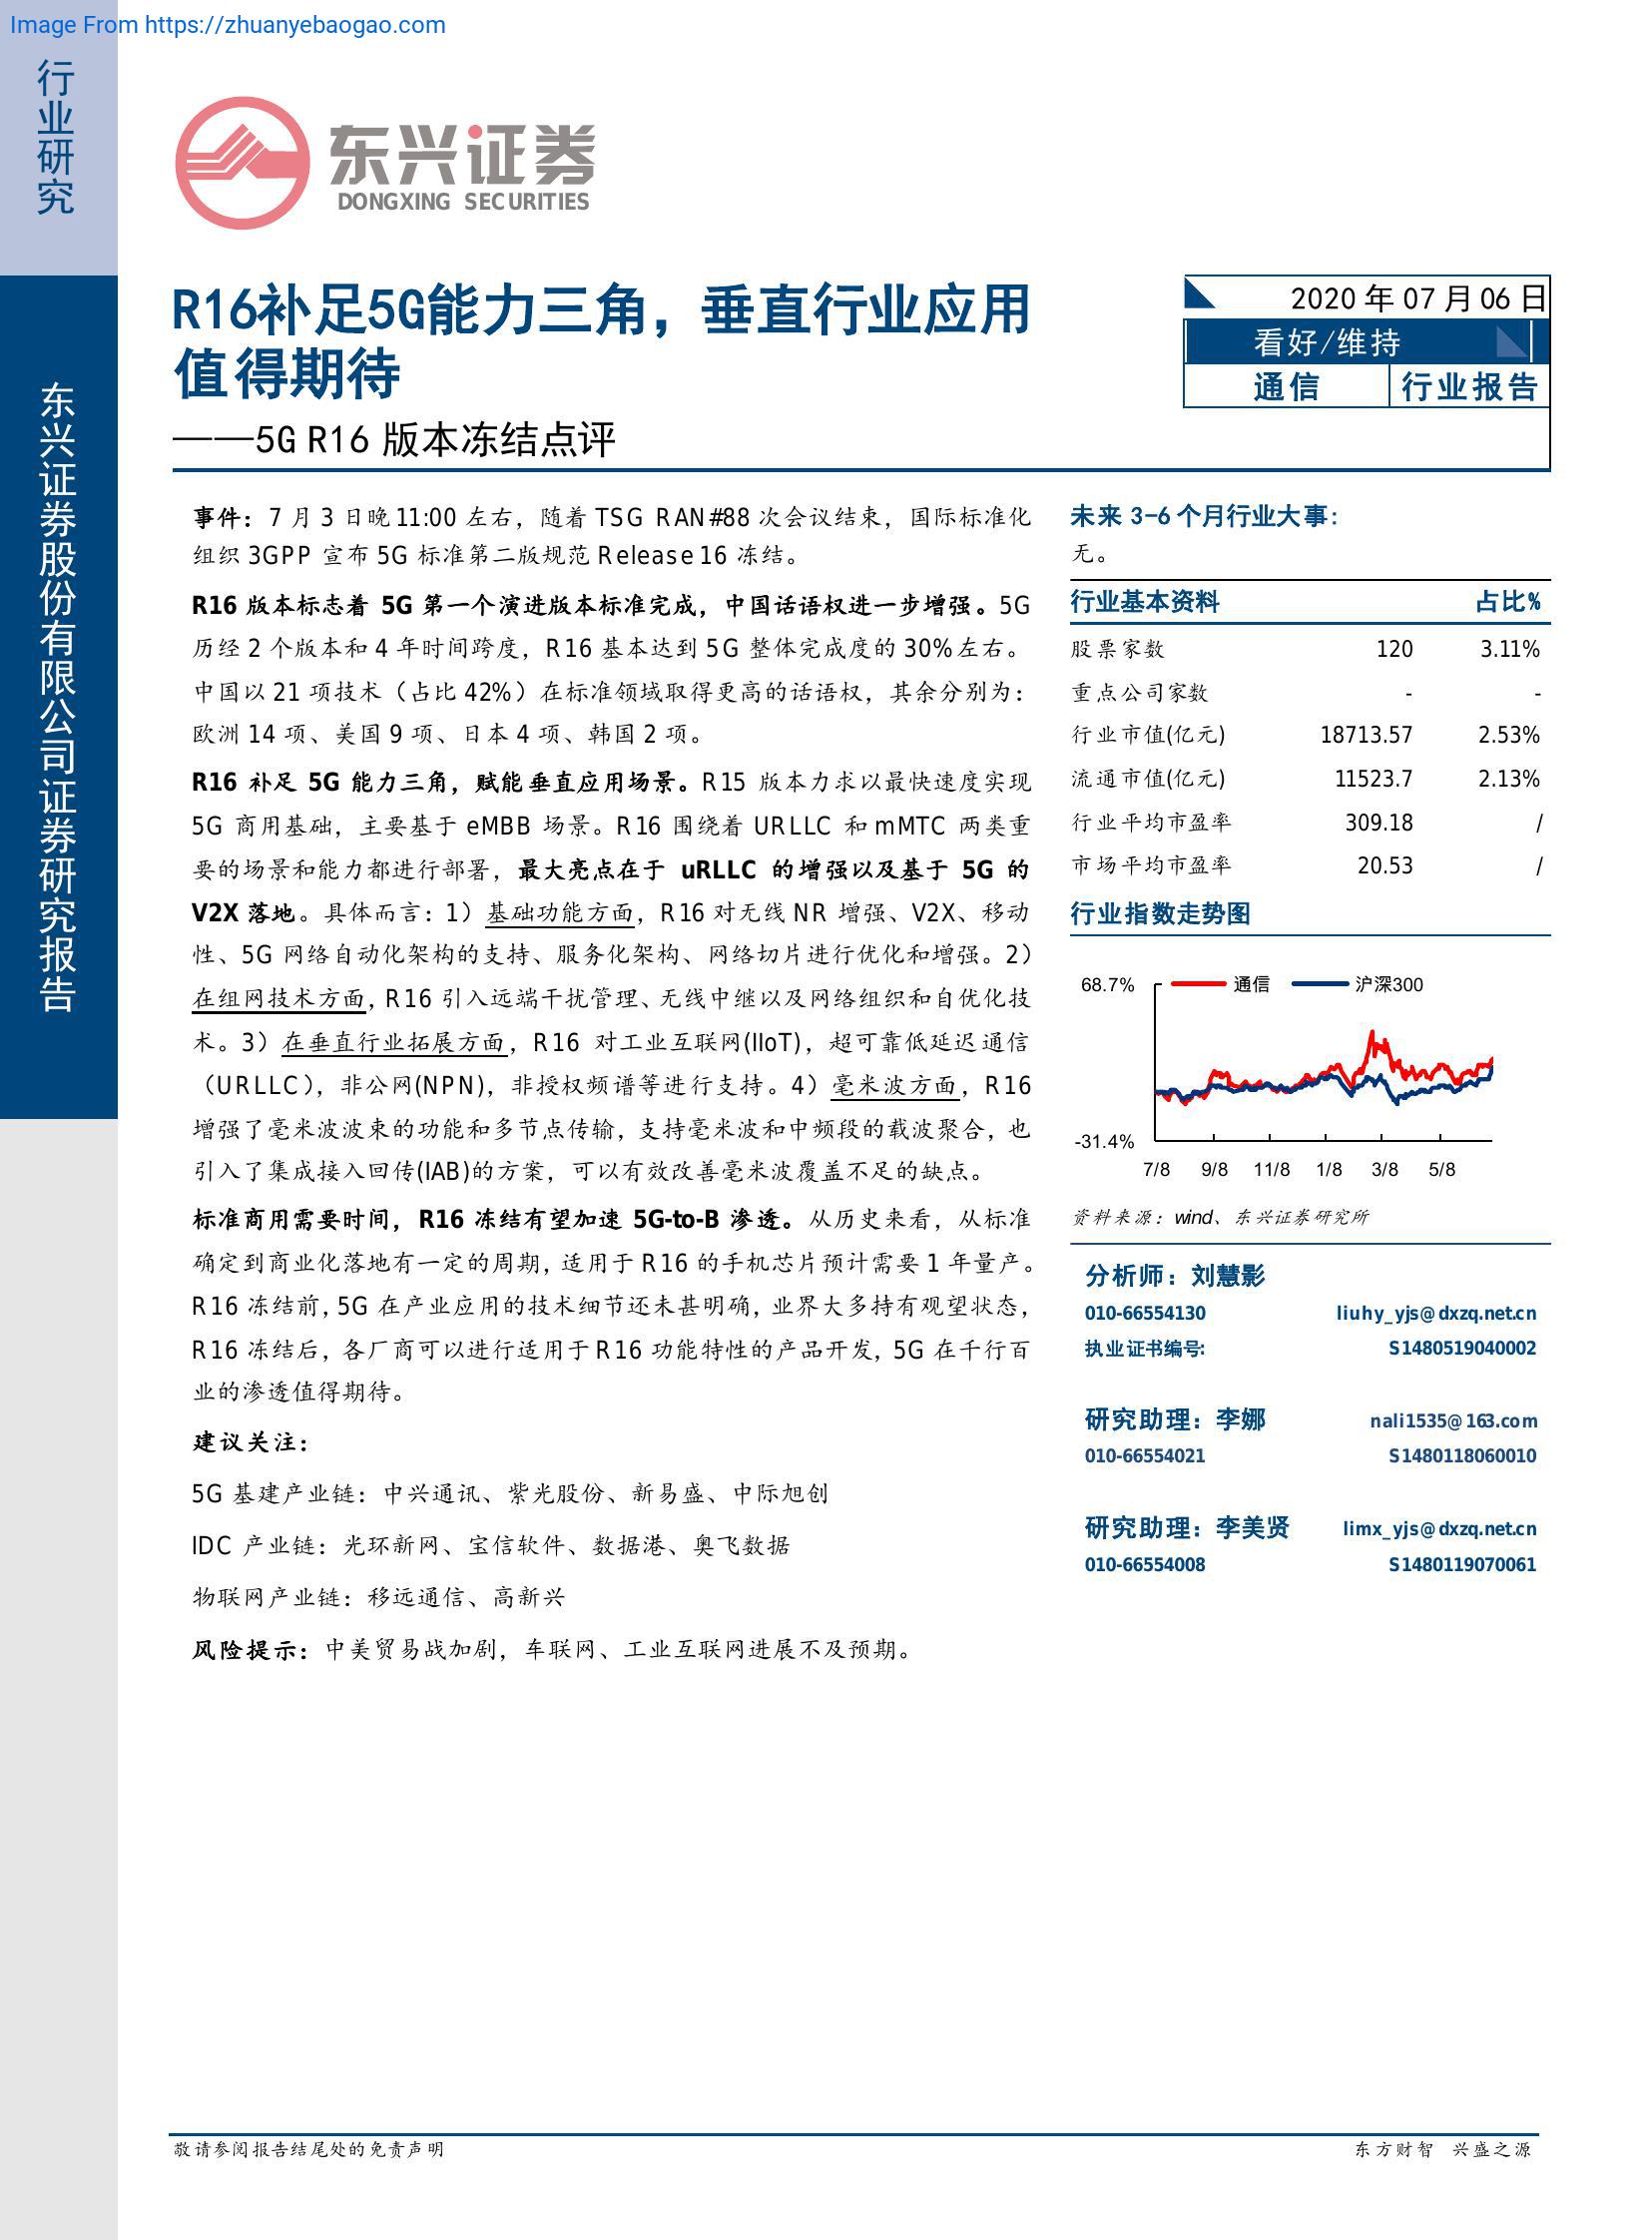 Image From https://zhuanyebaogao.com
行业研究
东兴证券股份有限公司证券研究报告
东兴证券
DONGXING SECURITIES
R16补足5G能力三角，垂直行业应用
值得期待
——5G R16 版本冻结点评
2020 年 07 月 06 日
看好/维持
通信 行业报告
事件：7 月 3 日晚 11:00 左右，随着 TSG RAN#88 次会议结束，国际标准化
组织 3GPP 宣布 5G 标准第二版规范 Release 16 冻结。
R16 版本标志着 5G 第一个演进版本标准完成，中国话语权进一步增强。5G
历经 2 个版本和 4 年时间跨度，R16 基本达到 5G 整体完成度的 30%左右。
中国以 21 项技术（占比 42%）在标准领域取得更高的话语权，其余分别为：
欧洲 14 项、美国 9 项、日本 4 项、韩国 2 项。
R16 补足 5G 能力三角，赋能垂直应用场景。R15 版本力求以最快速度实现
5G 商用基础，主要基于 eMBB 场景。R16 围绕着 URLLC 和 mMTC 两类重
要的场景和能力都进行部署，最大亮点在于 uRLLC 的增强以及基于 5G 的
V2X 落地。具体而言：1）基础功能方面，R16 对无线 NR 增强、V2X、移动
性、5G 网络自动化架构的支持、服务化架构、网络切片进行优化和增强。2）
在组网技术方面，R16 引入远端干扰管理、无线中继以及网络组织和自优化技
术。3）在垂直行业拓展方面，R16 对工业互联网(IIoT)，超可靠低延迟通信
（URLLC），非公网(NPN)，非授权频谱等进行支持。4）毫米波方面，R16
增强了毫米波波束的功能和多节点传输，支持毫米波和中频段的载波聚合，也
引入了集成接入回传(IAB)的方案，可以有效改善毫米波覆盖不足的缺点。
标准商用需要时间，R16 冻结有望加速 5G-to-B 渗透。从历史来看，从标准
确定到商业化落地有一定的周期，适用于 R16 的手机芯片预计需要 1 年量产。
R16 冻结前，5G 在产业应用的技术细节还未甚明确，业界大多持有观望状态，
R16 冻结后，各厂商可以进行适用于 R16 功能特性的产品开发，5G 在千行百
业的渗透值得期待。
建议关注：
5G 基建产业链：中兴通讯、紫光股份、新易盛、中际旭创
IDC 产业链：光环新网、宝信软件、数据港、奥飞数据
物联网产业链：移远通信、高新兴
风险提示：中美贸易战加剧，车联网、工业互联网进展不及预期。
未来 3-6 个月行业大事：
无。
行业基本资料 占比%
股票家数 120 3.11%
重点公司家数 - -
行业市值(亿元) 18713.57 2.53%
流通市值(亿元) 11523.7 2.13%
行业平均市盈率 309.18 /
市场平均市盈率 20.53 /
行业指数走势图
68.7% 通信 沪深300
-31.4%
7/8 9/8 11/8 1/8 3/8 5/8
资料来源：wind、东兴证券研究所
分析师：刘慧影
010-66554130 liuhy_yjs@dxzq.net.cn
执业证书编号: S1480519040002
研究助理：李娜 nali1535@163.com
010-66554021 S1480118060010
研究助理：李美贤 limx_yjs@dxzq.net.cn
010-66554008 S1480119070061
敬请参阅报告结尾处的免责声明
东方财智 兴盛之源